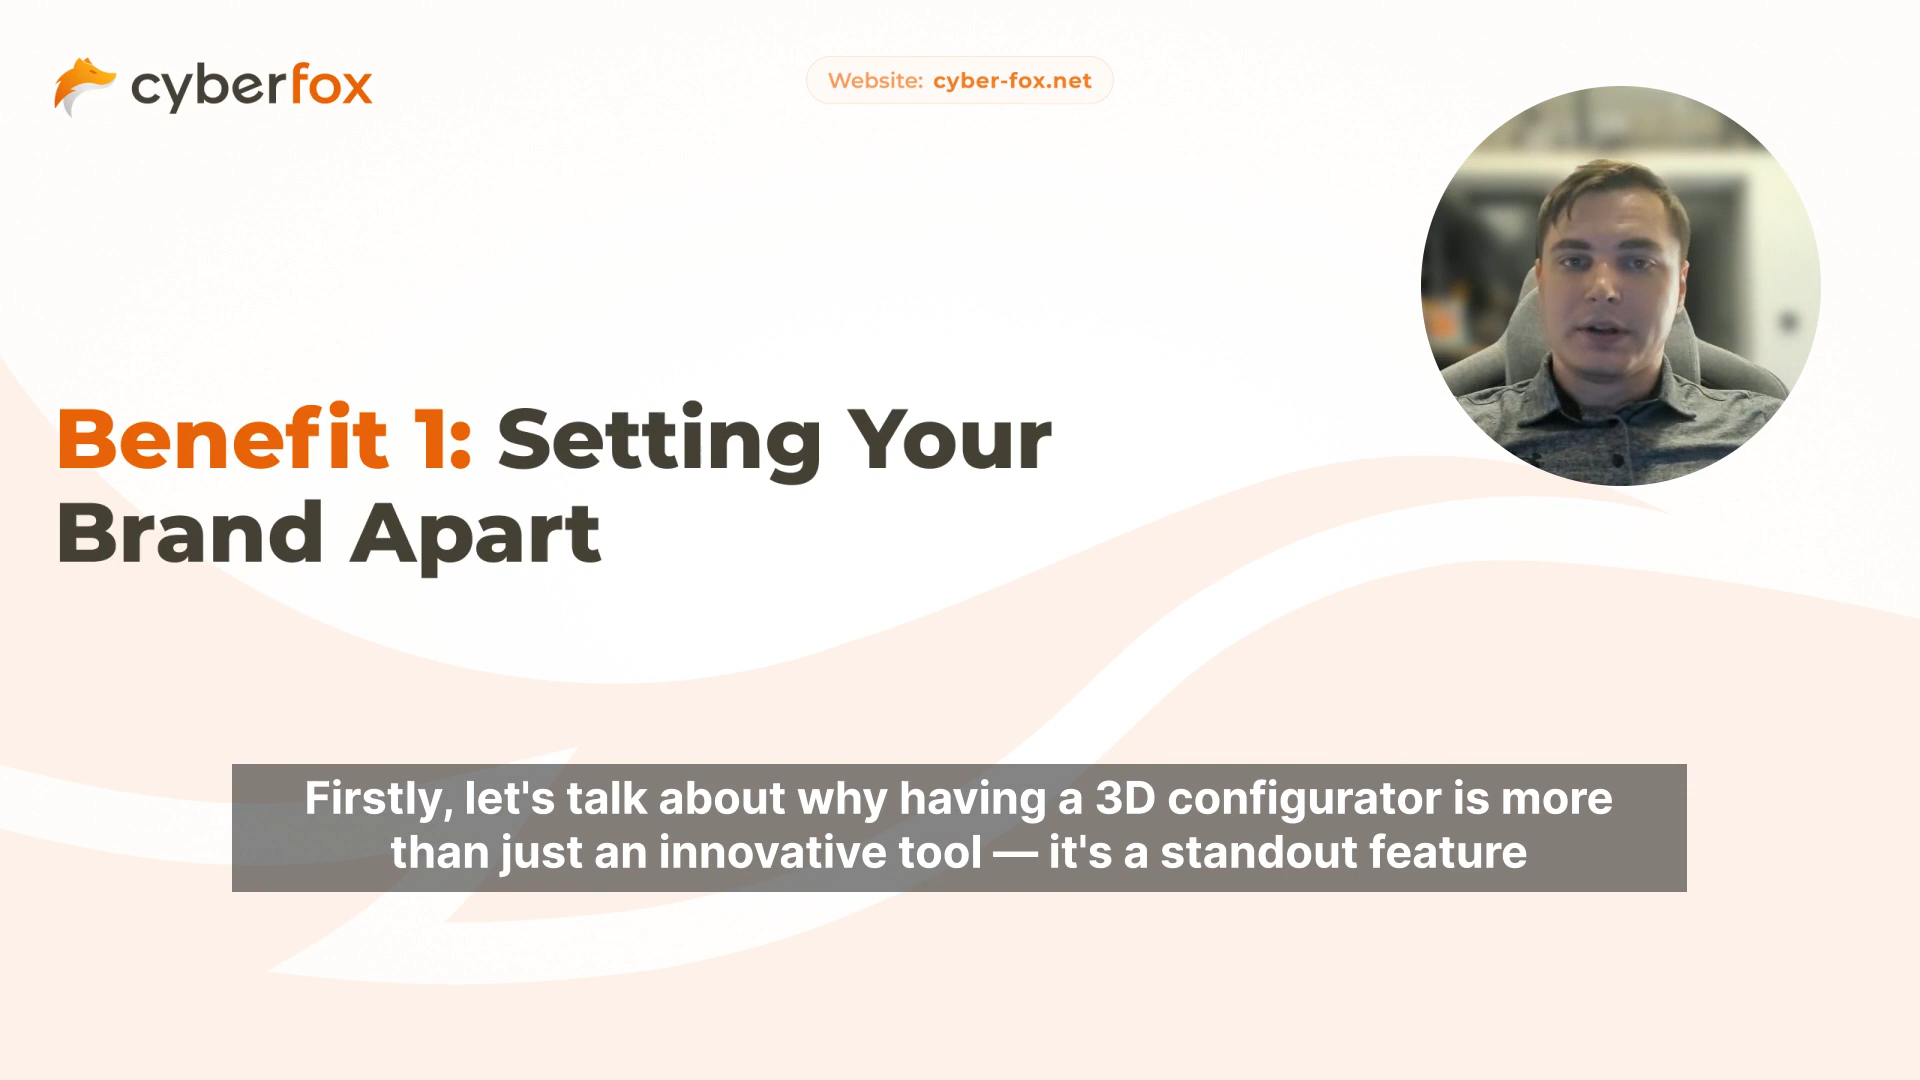 cyberfox
Website: cyber-fox.net
Benefit 1: Setting Your
Brand Apart
Firstly, let's talk about why having a 3D configurator is more
than just an innovative tool — it's a standout feature